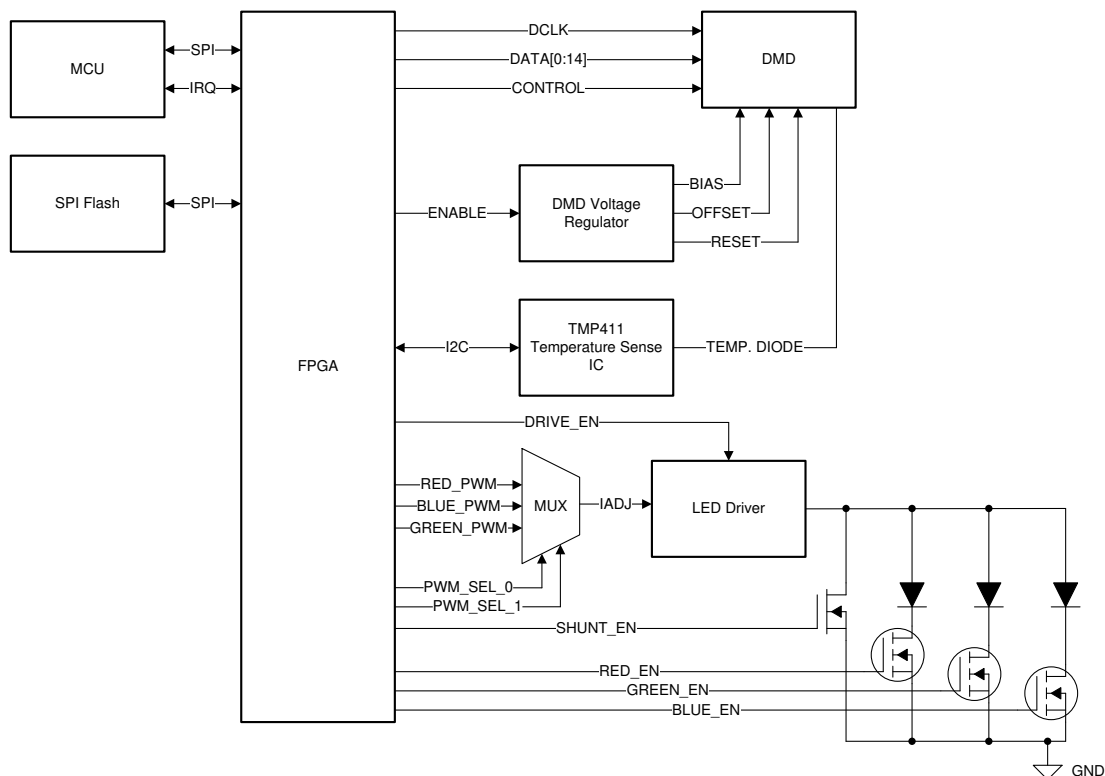 DCLK
SPI
DATA[0:14]
DMD
MCU
IRQ
CONTROL
SPI Flash
SPI
BIAS
ENABLE
DMD Voltage
Regulator
OFFSET
RESET
TMP411
Temperature Sense
IC
I2C
TEMP. DIODE
FPGA
DRIVE_EN
RED_PWM
BLUE_PWM
GREEN_PWM
MUX
IADJ
LED Driver
PWM_SEL_0
PWM_SEL_1
SHUNT_EN
RED_EN
GREEN_EN
BLUE_EN
GND